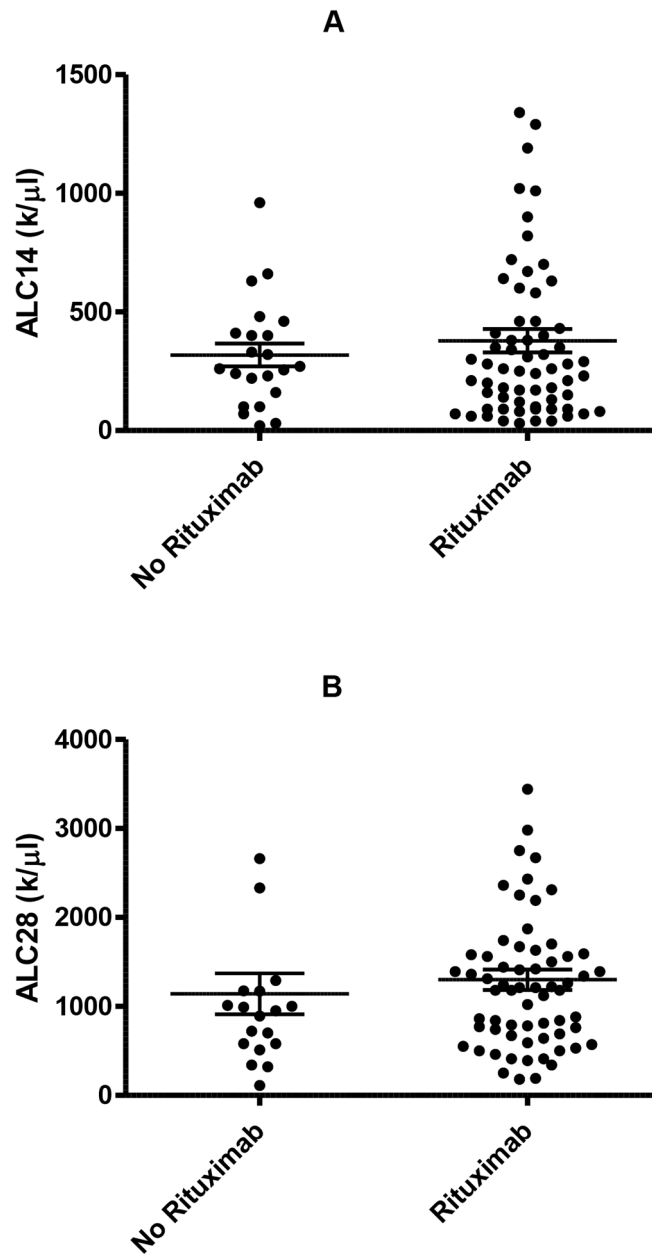 A
1500
1000
500
0
ALC14 (k/μl)
No Rituximab
Rituximab
B
4000
3000
2000
1000
0
ALC28 (k/μl)
No Rituximab
Rituximab